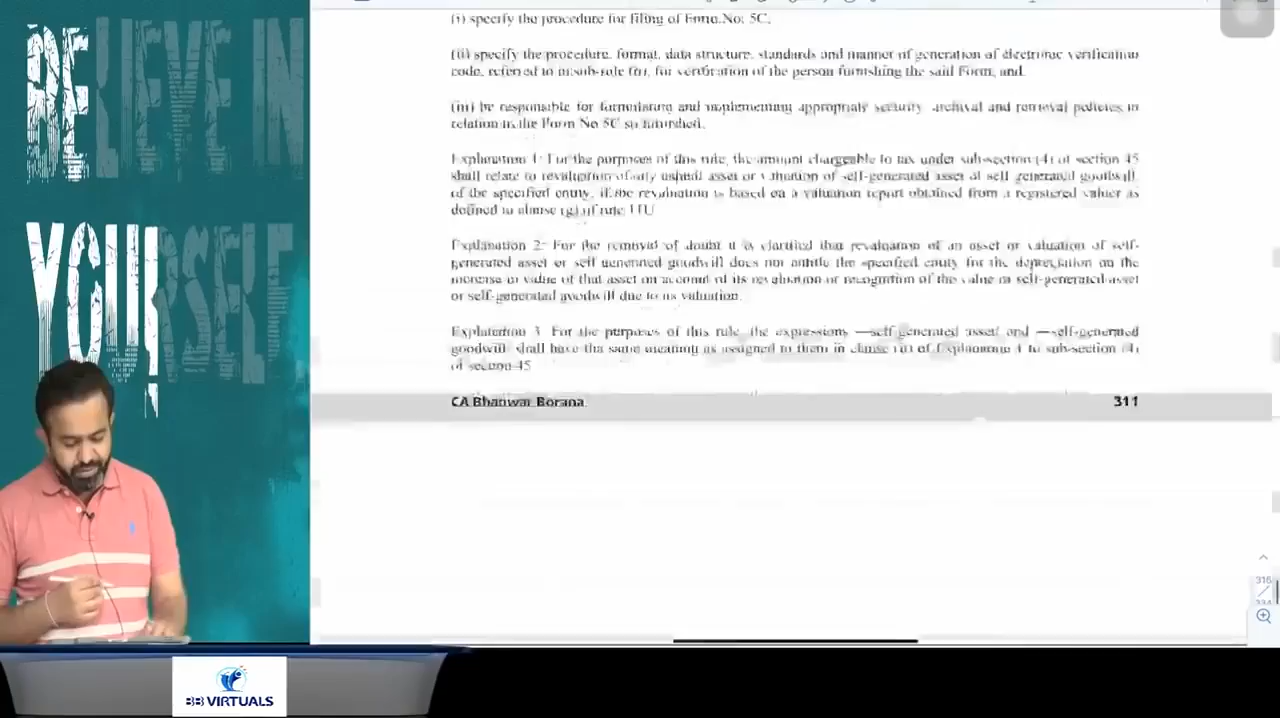 BELIEVE IN
YOURSELF
(i) specify the procedure for filing of Form No. 5C.
(ii) specify the procedure, format, data structure, standards and manner of generation of electronic verification
code, referred to in sub-rule for verification of the person furnishing the said Form, and
(iii) be responsible for formulating and implementing appropriate security, archival and retrieval policies in
relation to the Form No 5C so furnished.
Explanation 1: For the purposes of this rule, the amount chargeable to tax under sub-section (4) of section 45
shall relate to revaluation of any asset or valuation of self-generated asset or self generated goodwill,
of the specified entity, if the revaluation is based on a valuation report obtained from a registered valuer as
defined in clause (g) of rule 11U
Explanation 2: For the removal of doubt it is clarified that revaluation of an asset or valuation of self-
generated asset or self generated goodwill does not entitle the specified entity for the depreciation on the
increase in value of that asset on account of its revaluation or recognition of the value of self-generated asset
or self-generated goodwill due to its valuation.
Explanation 3 For the purposes of this rule, the expressions —self generated asset and —self-generated
goodwill shall have the same meaning as assigned to them in clause of Explanation 1 to sub-section (4)
of section 45
CA Bhanwar Borana 311
316
334
BB VIRTUALS